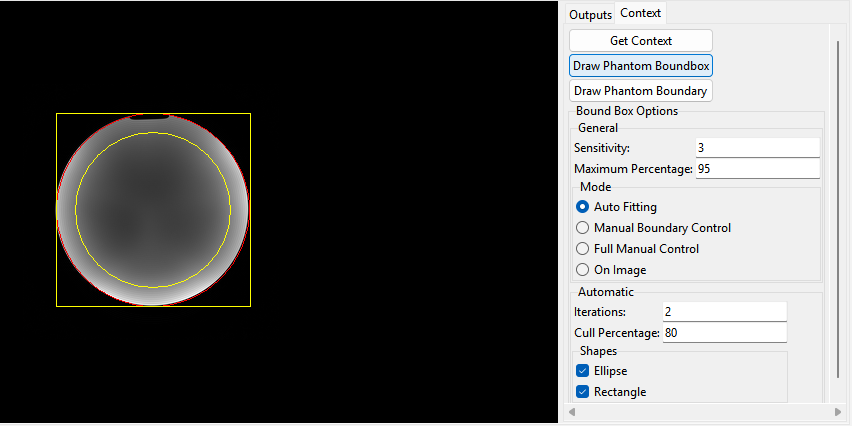 Outputs Context
Get Context
Draw Phantom Boundbox
Draw Phantom Boundary
Bound Box Options
General
Sensitivity: 3
Maximum Percentage: 95
Mode
Auto Fitting
Manual Boundary Control
Full Manual Control
On Image
Automatic
Iterations: 2
Cull Percentage: 80
Shapes
Ellipse
Rectangle